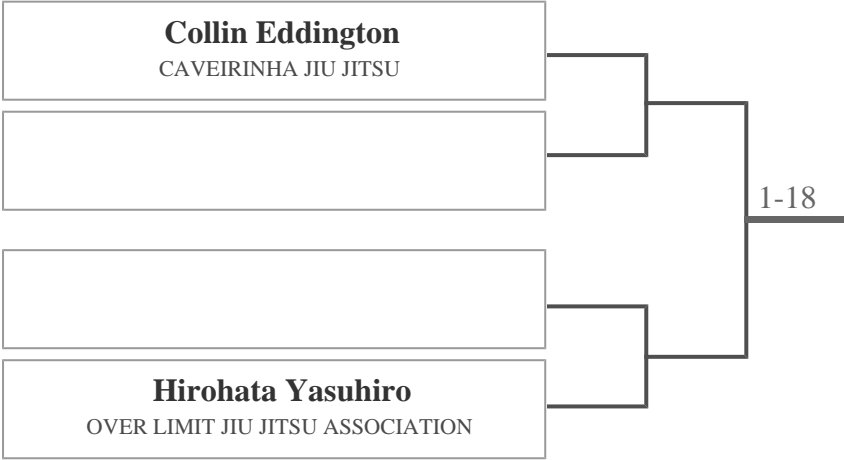 Collin Eddington
CAVEIRINHA JIU JITSU
1-18
Hirohata Yasuhiro
OVER LIMIT JIU JITSU ASSOCIATION